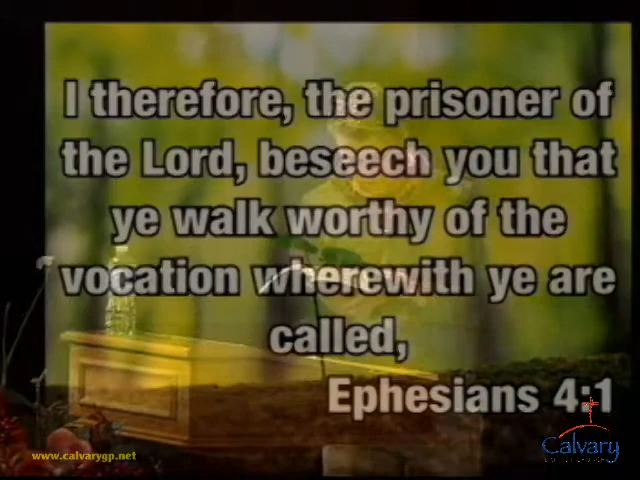 I therefore, the prisoner of
the Lord, beseech you that
ye walk worthy of the
vocation wherewith ye are
called,
Ephesians 4:1
Calvary
www.calvarygp.net